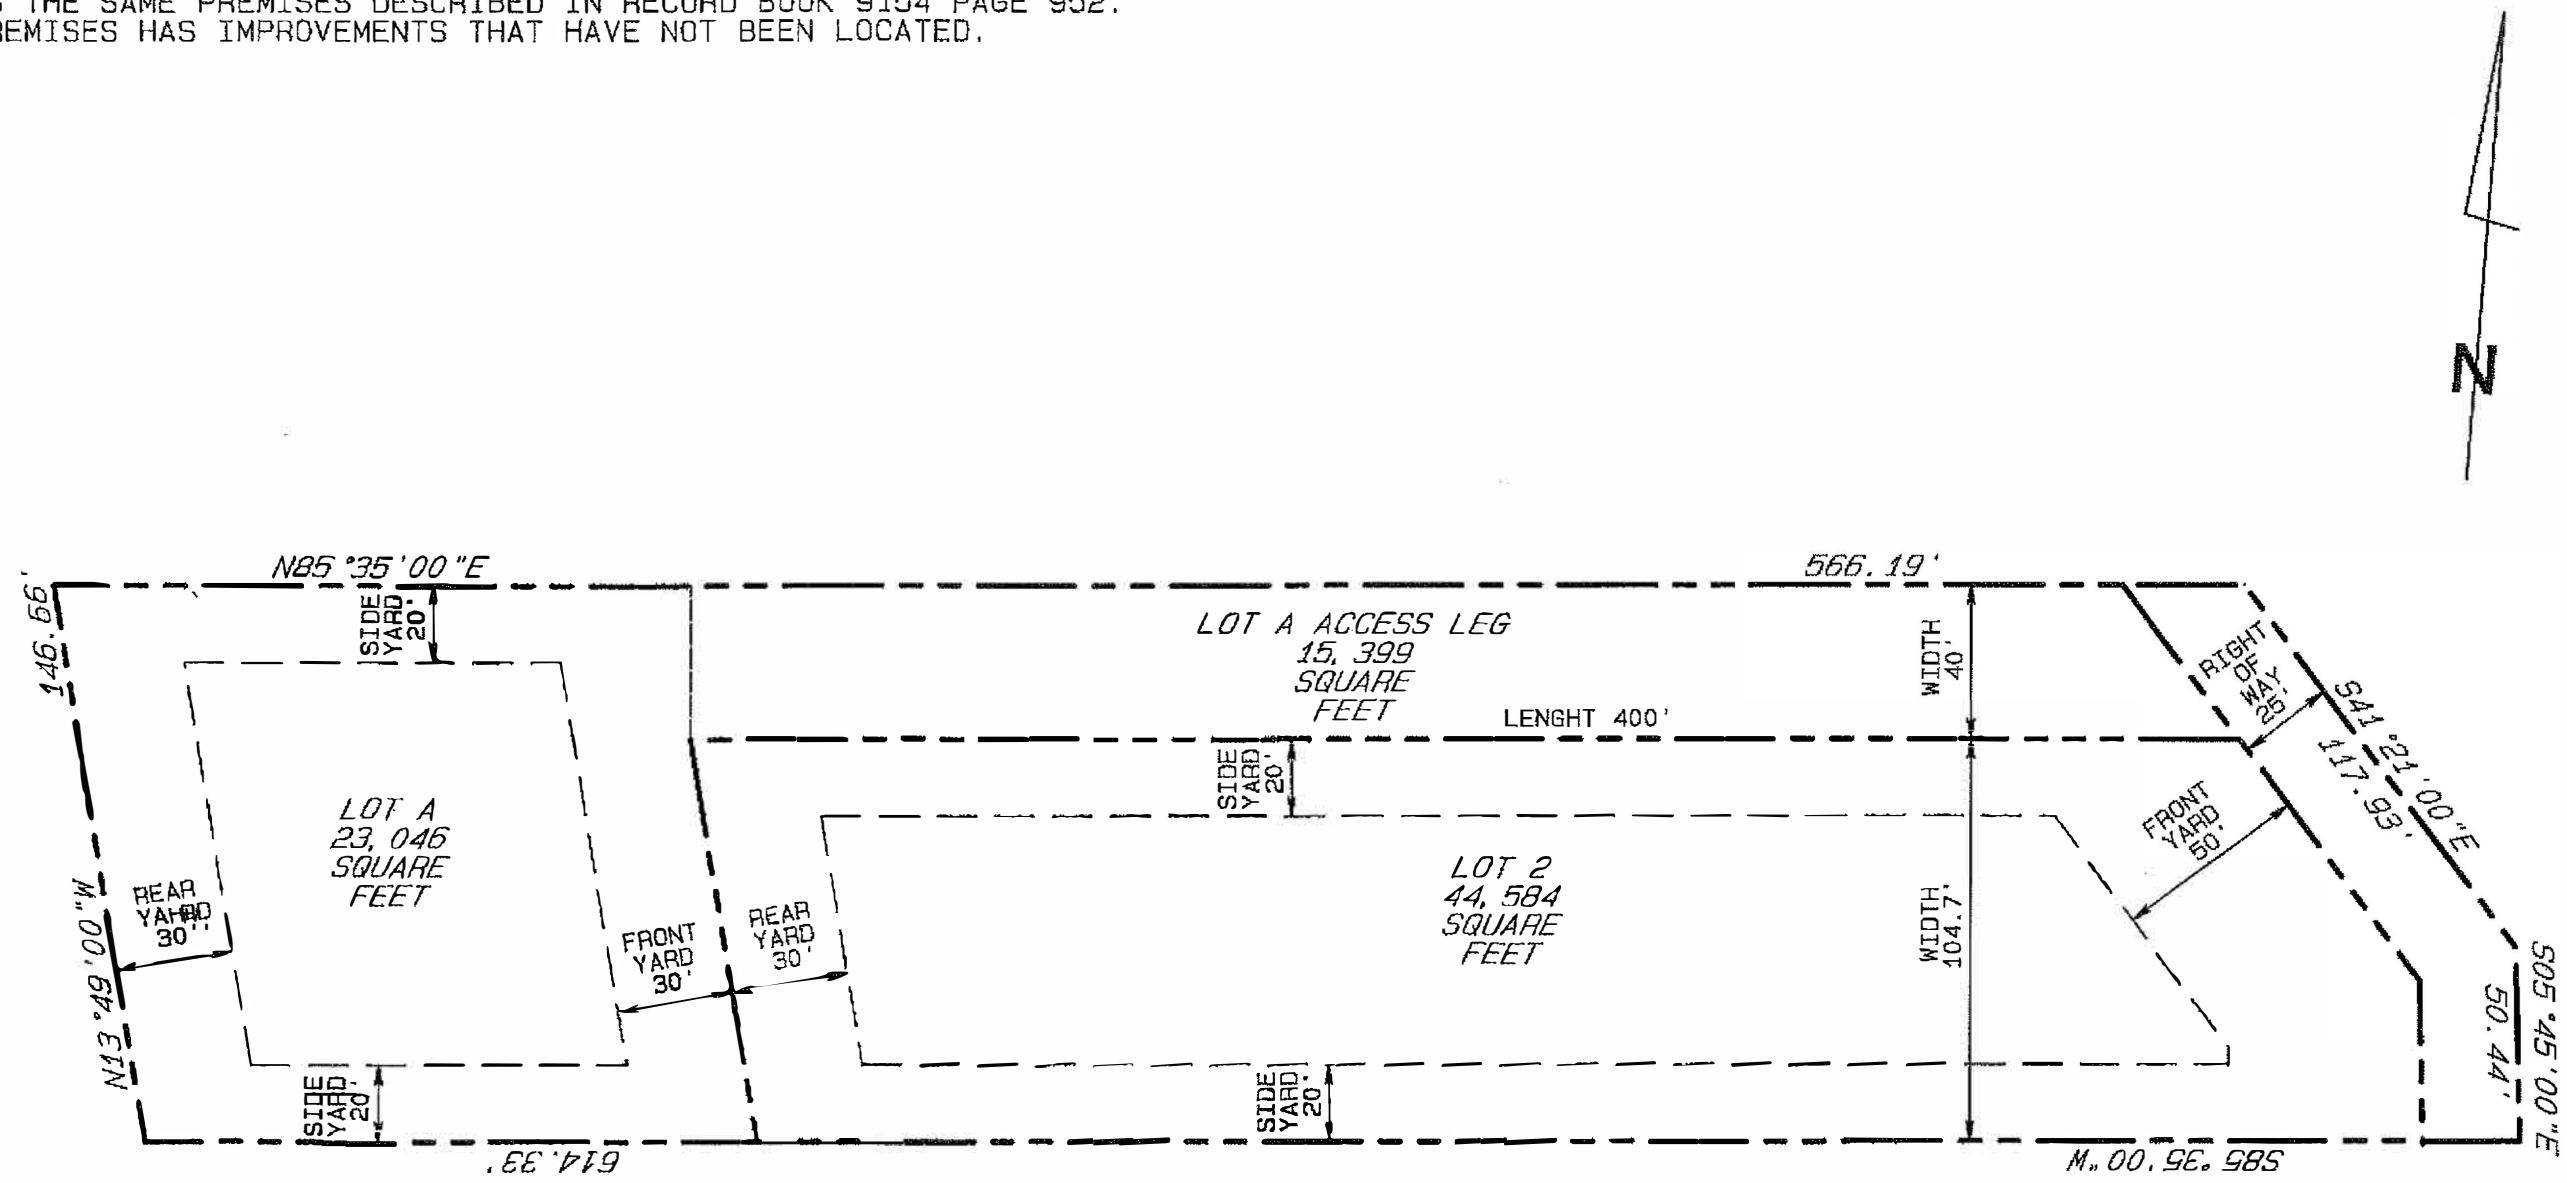 THE SAME PREMISES DESCRIBED IN RECORD BOOK 9104 PAGE 952.
EMISES HAS IMPROVEMENTS THAT HAVE NOT BEEN LOCATED.
N
N85°35'00"E
566.19'
146.66'
SIDE
YARD
20'
LOT A ACCESS LEG
15,399
SQUARE
FEET
WIDTH
40'
RIGHT
OF
WAY
25'
S41°21'00"E
117.93'
LENGHT 400'
SIDE
YARD
20'
LOT A
23,046
SQUARE
FEET
FRONT
YARD
50'
LOT 2
44,584
SQUARE
FEET
WIDTH
104.7'
REAR
YARD
30'
FRONT
YARD
30'
REAR
YARD
30'
N13°49'00"W
S05°45'00"E
50.44'
SIDE
YARD
20'
SIDE
YARD
20'
614.33'
S85°35'00"W